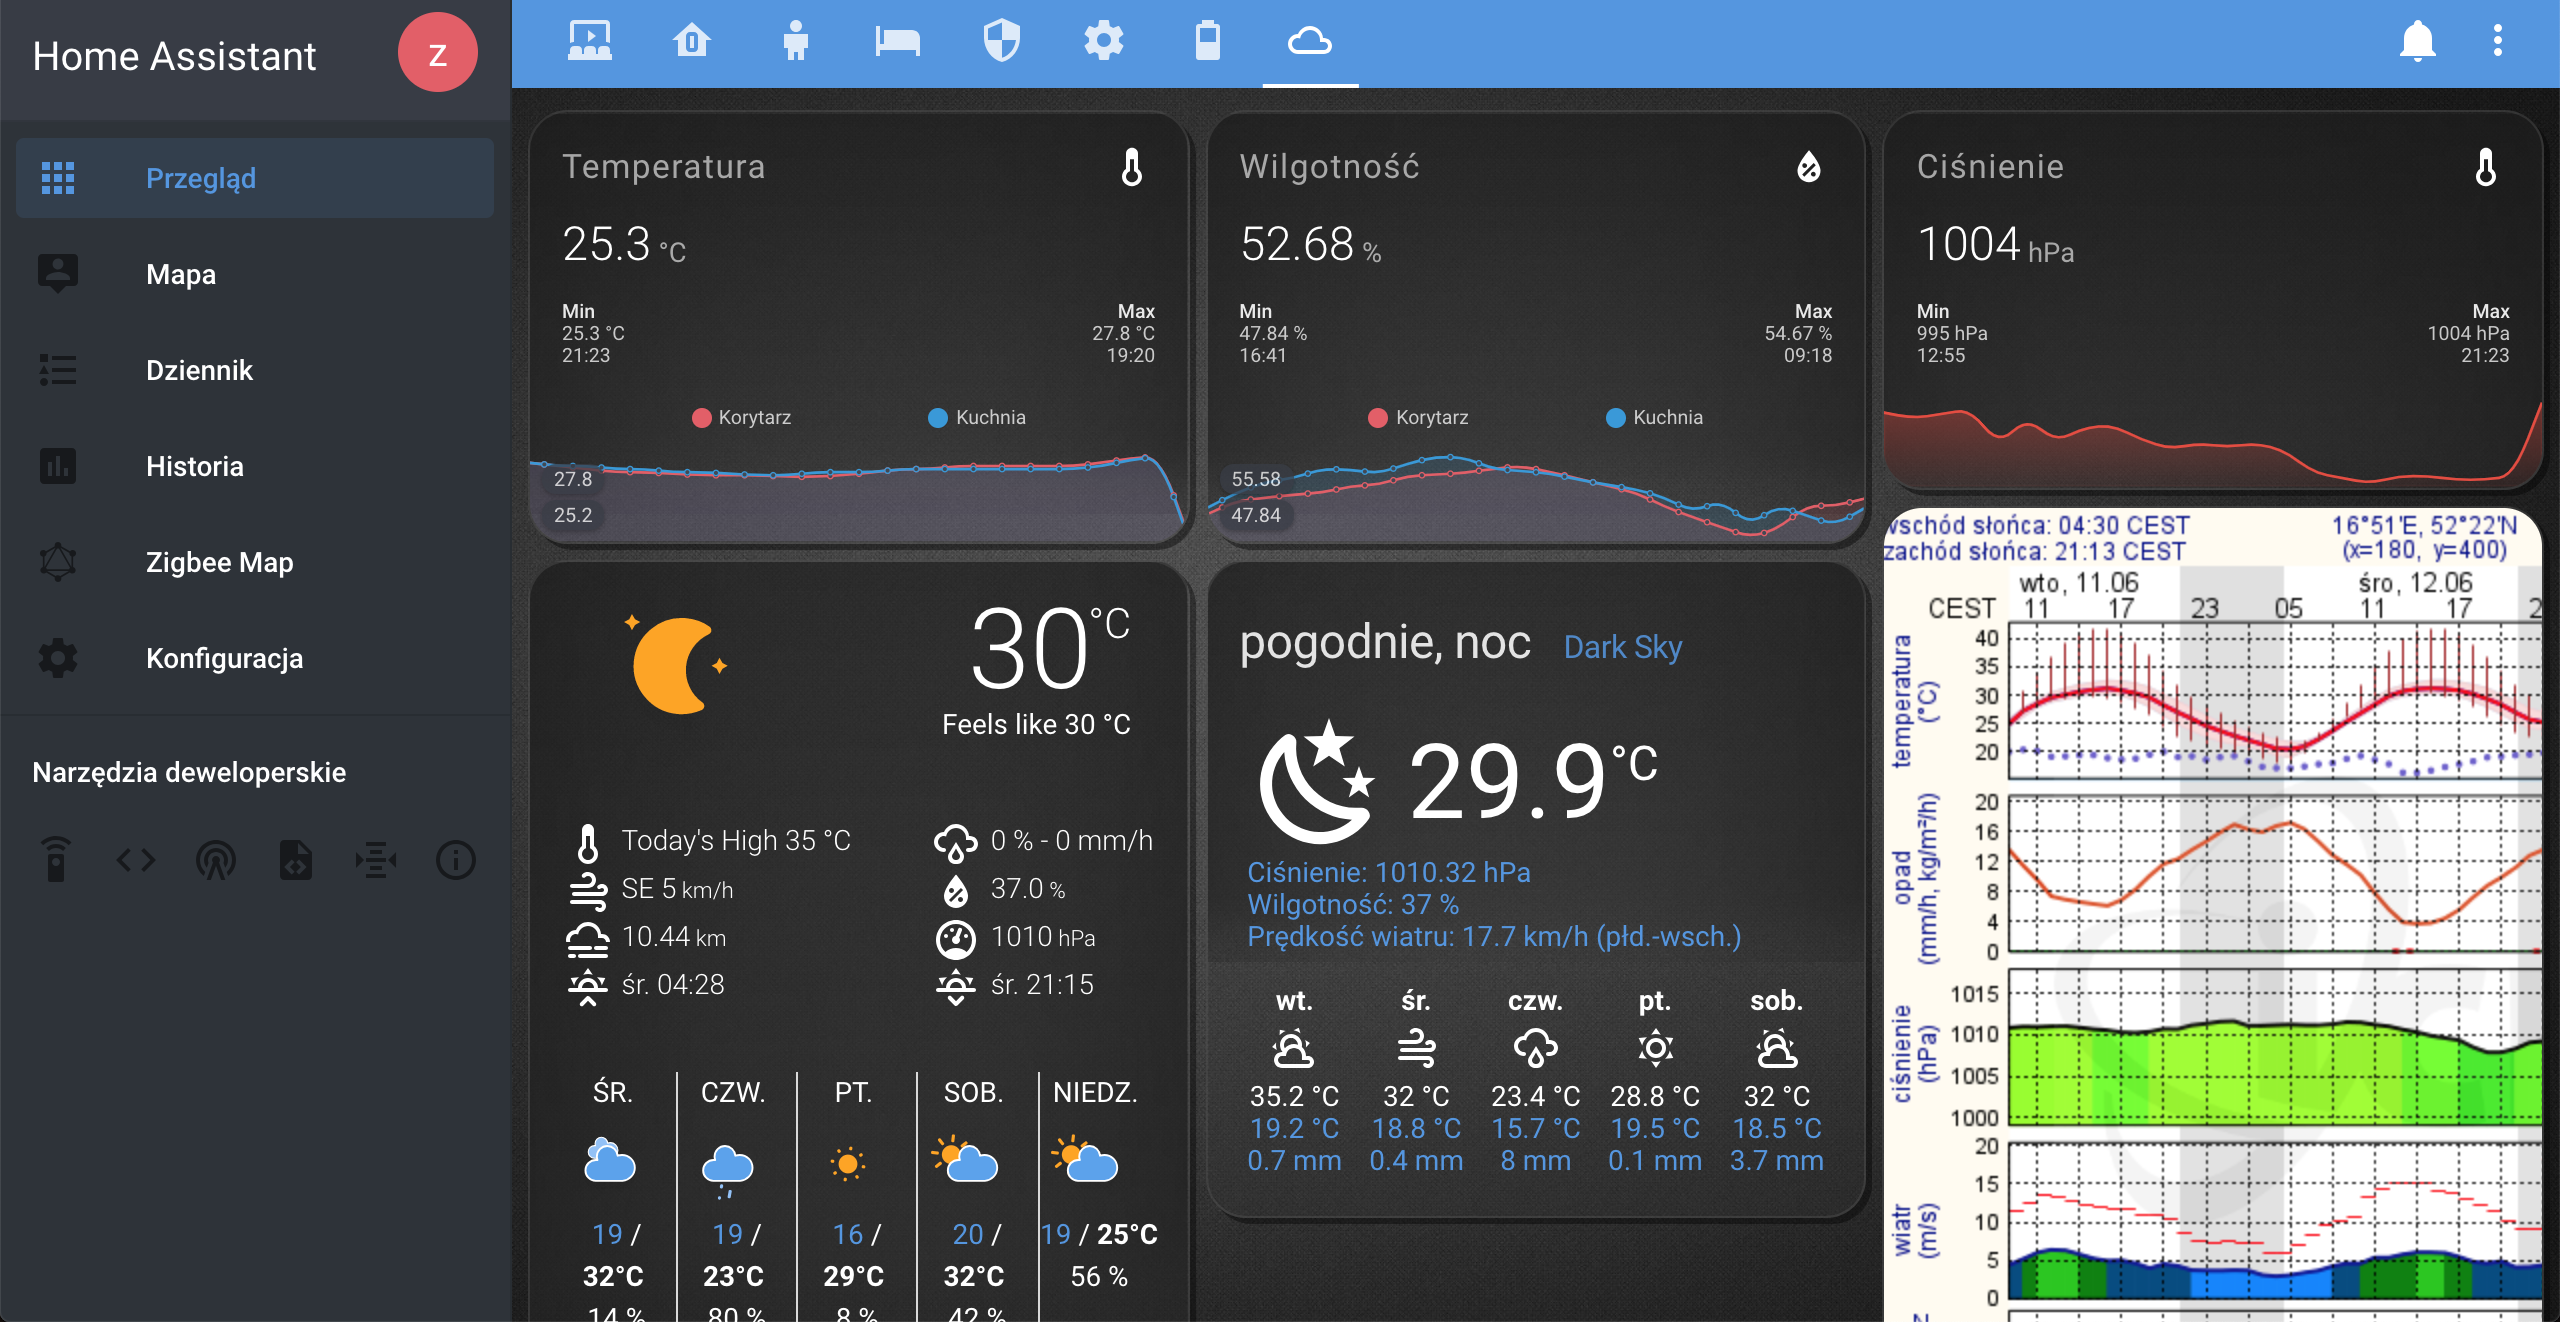 Home Assistant
Z
Przegląd
Mapa
Dziennik
Historia
Zigbee Map
Konfiguracja
Narzędzia deweloperskie
Temperatura
25.3 °C
Min
25.3 °C
21:23
Max
27.8 °C
19:20
Korytarz
Kuchnia
27.8
25.2
Wilgotność
52.68 %
Min
47.84 %
16:41
Max
54.67 %
09:18
Korytarz
Kuchnia
55.58
47.84
Ciśnienie
1004 hPa
Min
995 hPa
12:55
Max
1004 hPa
21:23
30 °C
Feels like 30 °C
Today's High 35 °C
0 % - 0 mm/h
SE 5 km/h
37.0 %
10.44 km
1010 hPa
śr. 04:28
śr. 21:15
ŚR. CZW. PT. SOB. NIEDZ.
19 / 19 / 16 / 20 / 19 / 25°C
32°C 23°C 29°C 32°C 56 %
14 % 80 % 8 % 42 %
pogodnie, noc Dark Sky
29.9 °C
Ciśnienie: 1010.32 hPa
Wilgotność: 37 %
Prędkość wiatru: 17.7 km/h (płd.-wsch.)
wt. śr. czw. pt. sob.
35.2 °C 32 °C 23.4 °C 28.8 °C 32 °C
19.2 °C 18.8 °C 15.7 °C 19.5 °C 18.5 °C
0.7 mm 0.4 mm 8 mm 0.1 mm 3.7 mm
wschód słońca: 04:30 CEST 16°51'E, 52°22'N
zachód słońca: 21:13 CEST (x=180, y=400)
wto, 11.06 śro, 12.06
CEST 11 17 23 05 11 17 2
temperatura
(°C)
40
35
30
25
20
opad
(mm/h, kg/m²/h)
20
16
12
8
4
0
ciśnienie
(hPa)
1015
1010
1005
1000
wiatr
(m/s)
20
15
10
5
0